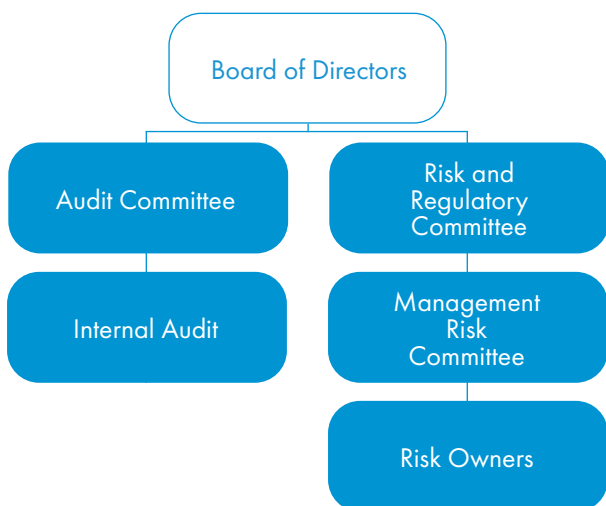 Board of Directors
Audit Committee
Risk and
Regulatory
Committee
Internal Audit
Management
Risk
Committee
Risk Owners